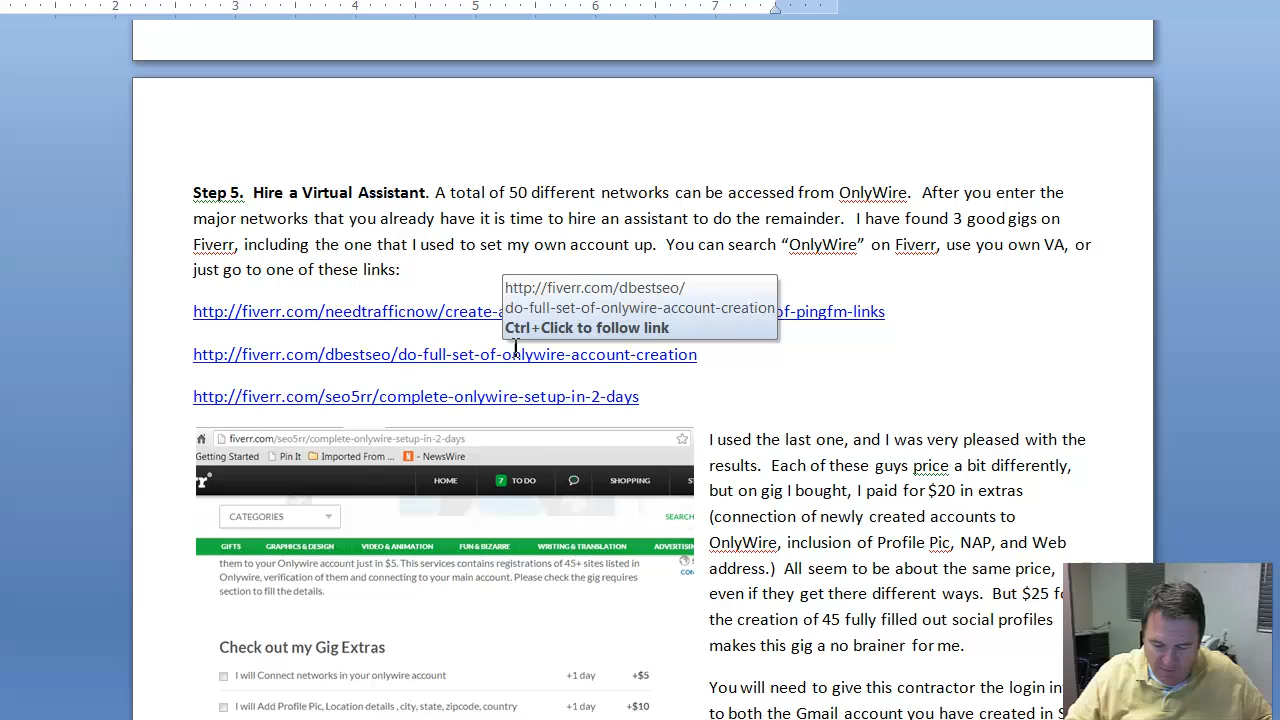 2 3 4 5 6 7
Step 5. Hire a Virtual Assistant. A total of 50 different networks can be accessed from OnlyWire. After you enter the
major networks that you already have it is time to hire an assistant to do the remainder. I have found 3 good gigs on
Fiverr, including the one that I used to set my own account up. You can search “OnlyWire” on Fiverr, use you own VA, or
just go to one of these links:
http://fiverr.com/dbestseo/
do-full-set-of-onlywire-account-creation
Ctrl+Click to follow link
http://fiverr.com/needtrafficnow/create-a of-pingfm-links
http://fiverr.com/dbestseo/do-full-set-of-onlywire-account-creation
http://fiverr.com/seo5rr/complete-onlywire-setup-in-2-days
fiverr.com/seo5rr/complete-onlywire-setup-in-2-days
Getting Started Pin It Imported From ... N - NewsWire
rr HOME 7 TO DO SHOPPING S
CATEGORIES SEARCH
GIFTS GRAPHICS & DESIGN VIDEO & ANIMATION FUN & BIZARRE WRITING & TRANSLATION ADVERTISIN
them to your Onlywire account just in $5. This services contains registrations of 45+ sites listed in
Onlywire, verification of them and connecting to your main account. Please check the gig requires
section to fill the details.
CON
Check out my Gig Extras
I will Connect networks in your onlywire account +1 day +$5
I will Add Profile Pic, Location details , city, state, zipcode, country +1 day +$10
I used the last one, and I was very pleased with the
results. Each of these guys price a bit differently,
but on gig I bought, I paid for $20 in extras
(connection of newly created accounts to
OnlyWire, inclusion of Profile Pic, NAP, and Web
address.) All seem to be about the same price,
even if they get there different ways. But $25 fo
the creation of 45 fully filled out social profiles
makes this gig a no brainer for me.
You will need to give this contractor the login in
to both the Gmail account you have created in S